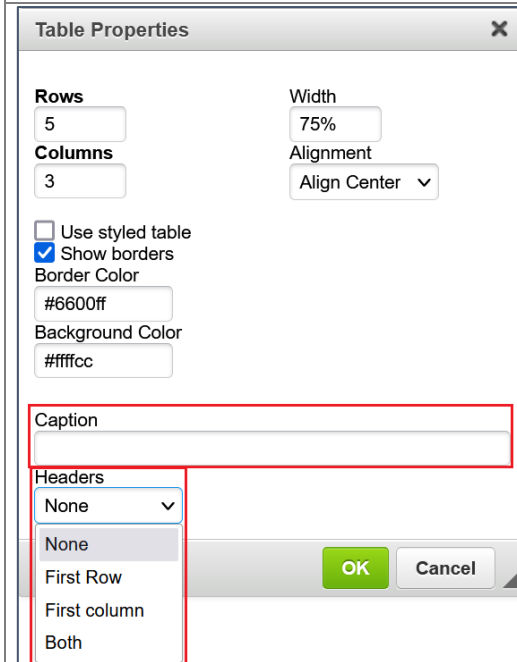 Table Properties
Rows
Width
5
75%
Columns
Alignment
3
Align Center
Use styled table
Show borders
Border Color
#6600ff
Background Color
#ffffcc
Caption
Headers
None
None
First Row
First column
Both
OK
Cancel